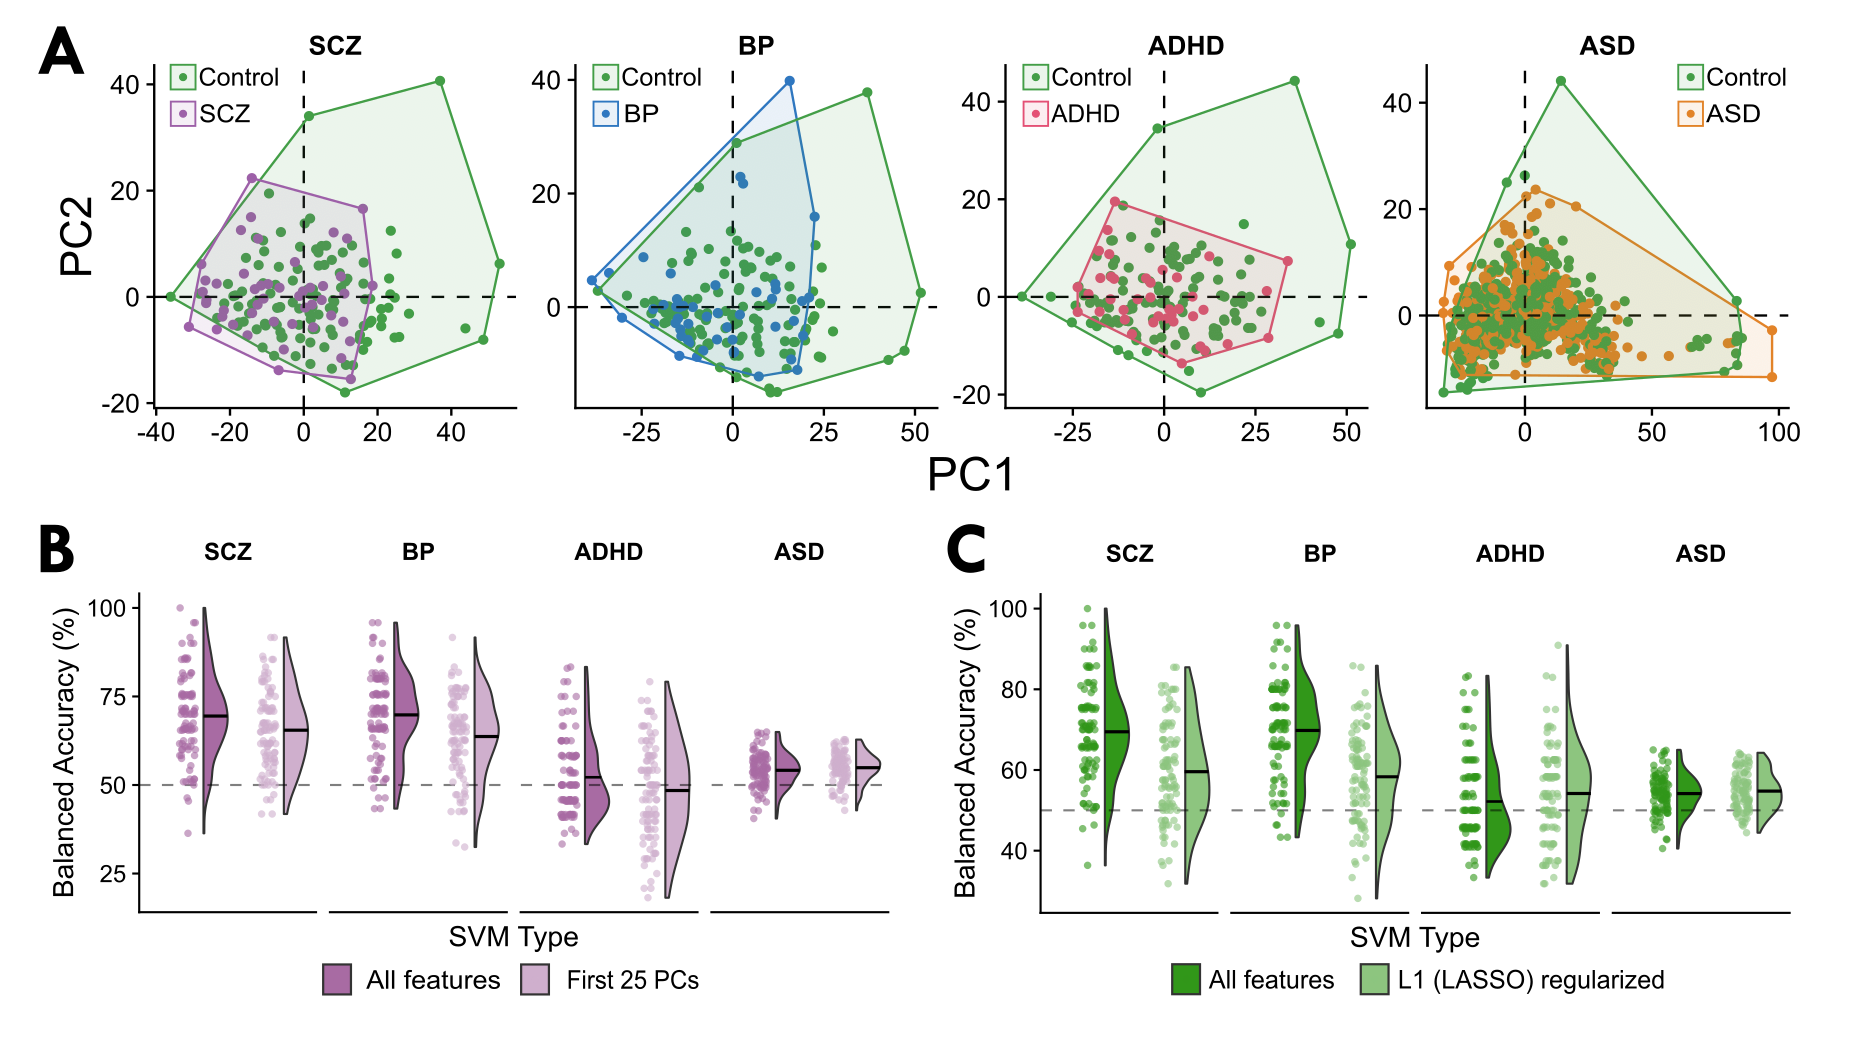 A
SCZ
BP
ADHD
ASD
Control
SCZ
Control
BP
Control
ADHD
Control
ASD
PC2
40
20
0
-20
-40
-20
0
20
40
40
20
0
-25
0
25
50
40
20
0
-20
-25
0
25
50
40
20
0
0
50
100
PC1
B
SCZ
BP
ADHD
ASD
Balanced Accuracy (%)
100
75
50
25
SVM Type
All features
First 25 PCs
C
SCZ
BP
ADHD
ASD
Balanced Accuracy (%)
100
80
60
40
SVM Type
All features
L1 (LASSO) regularized